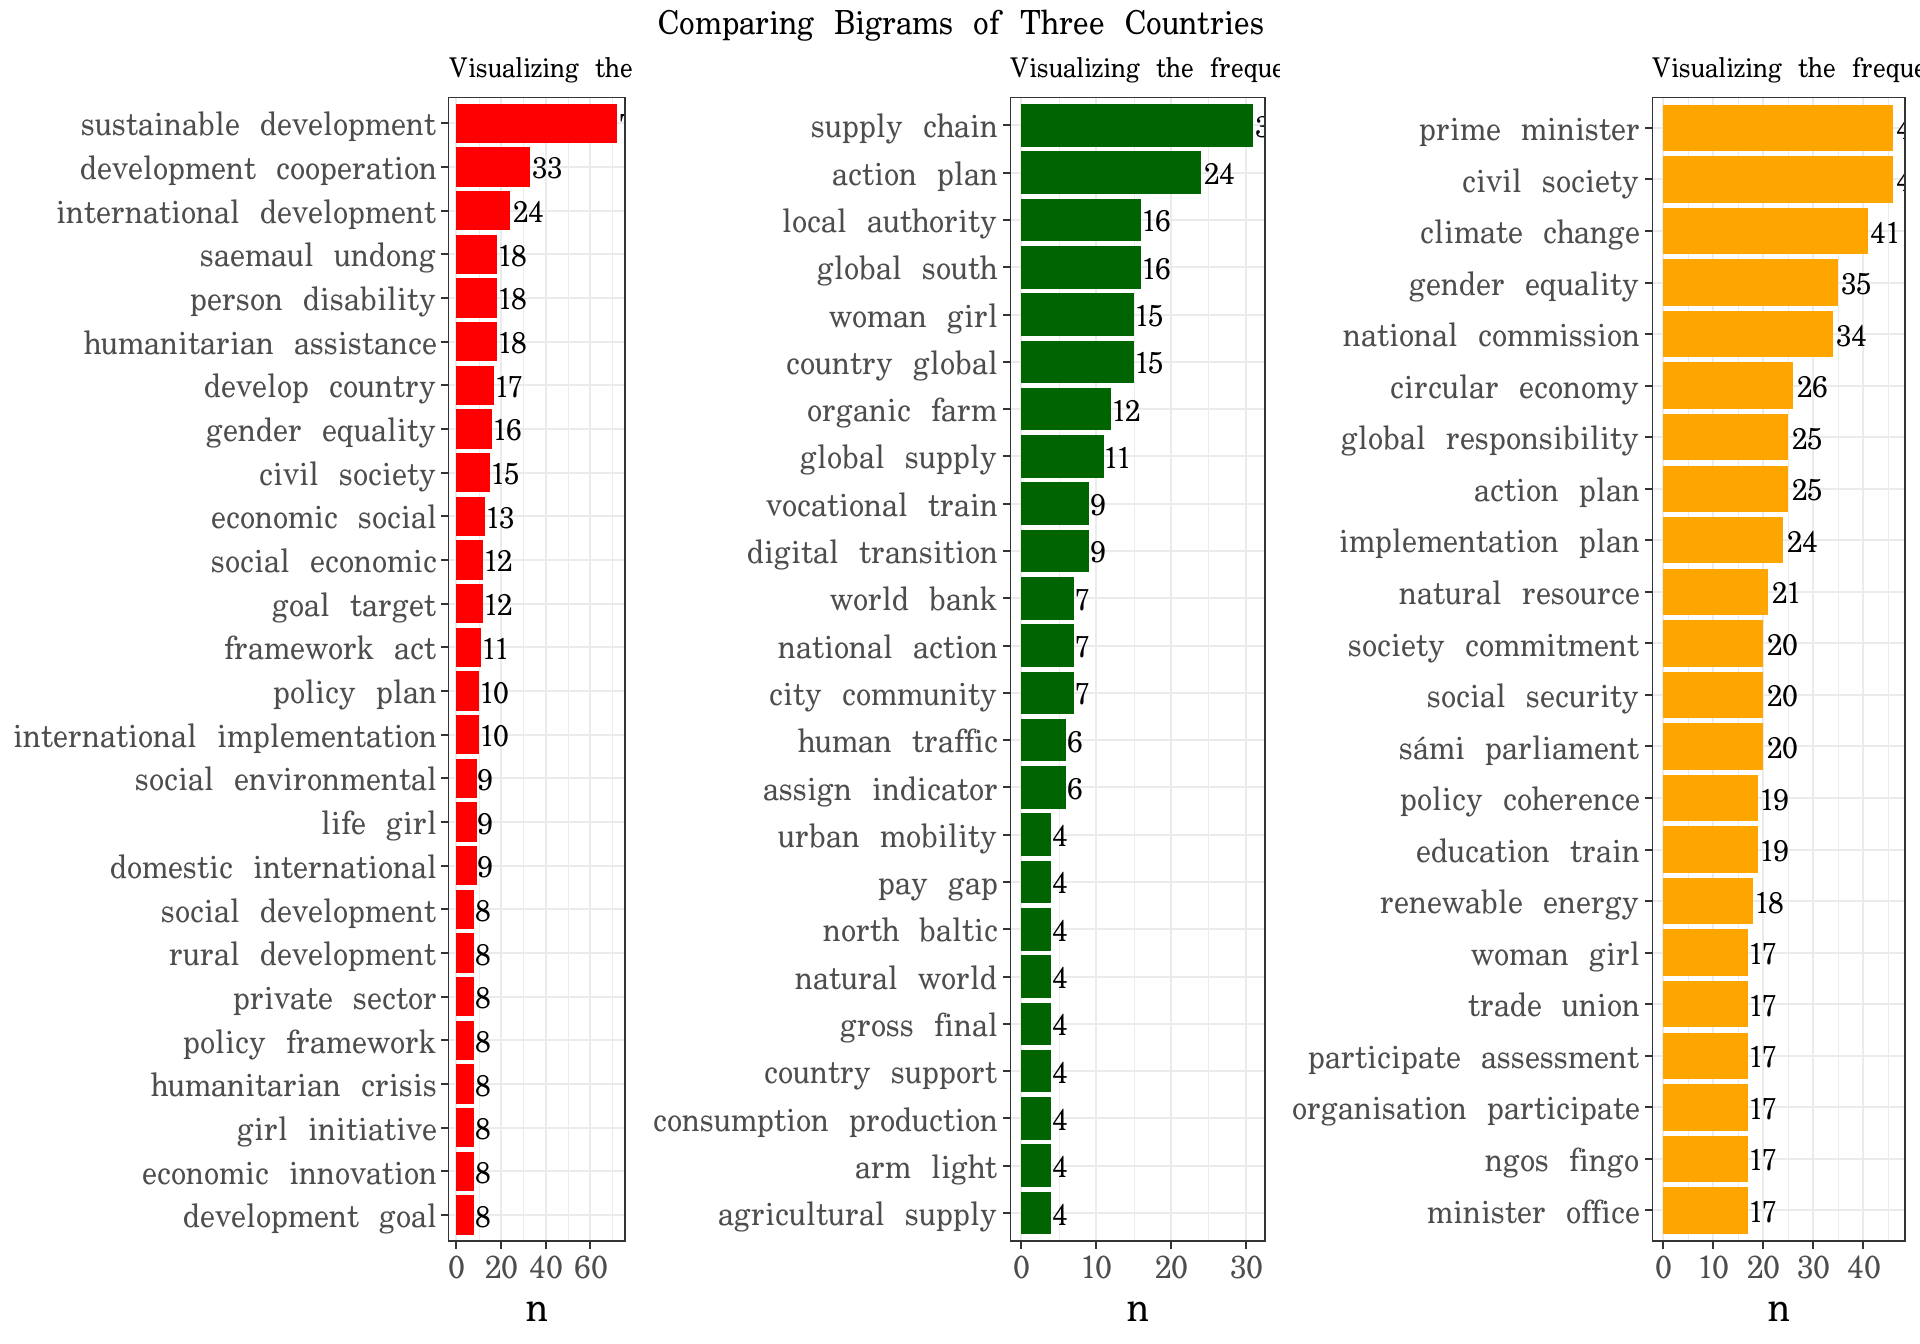 Comparing Bigrams of Three Countries
Visualizing the
sustainable development
development cooperation 33
international development 24
saemaul undong 18
person disability 18
humanitarian assistance 18
develop country 17
gender equality 16
civil society 15
economic social 13
social economic 12
goal target 12
framework act 11
policy plan 10
international implementation 10
social environmental 9
life girl 9
domestic international 9
social development 8
rural development 8
private sector 8
policy framework 8
humanitarian crisis 8
girl initiative 8
economic innovation 8
development goal 8
0 20 40 60
n
Visualizing the freque
supply chain 3
action plan 24
local authority 16
global south 16
woman girl 15
country global 15
organic farm 12
global supply 11
vocational train 9
digital transition 9
world bank 7
national action 7
city community 7
human traffic 6
assign indicator 6
urban mobility 4
pay gap 4
north baltic 4
natural world 4
gross final 4
country support 4
consumption production 4
arm light 4
agricultural supply 4
0 10 20 30
n
Visualizing the freque
prime minister 4
civil society 4
climate change 41
gender equality 35
national commission 34
circular economy 26
global responsibility 25
action plan 25
implementation plan 24
natural resource 21
society commitment 20
social security 20
sámi parliament 20
policy coherence 19
education train 19
renewable energy 18
woman girl 17
trade union 17
participate assessment 17
organisation participate 17
ngos fingo 17
minister office 17
0 10 20 30 40
n